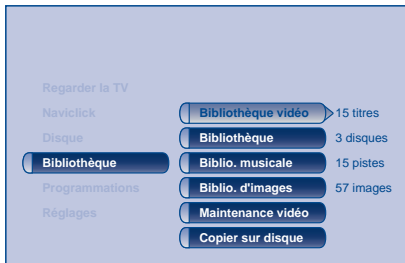 Regarder la TV
Naviclick
Bibliothèque vidéo 15 titres
Disque
Bibliothèque 3 disques
Bibliothèque
Biblio. musicale 15 pistes
Programmations
Biblio. d'images 57 images
Réglages
Maintenance vidéo
Copier sur disque